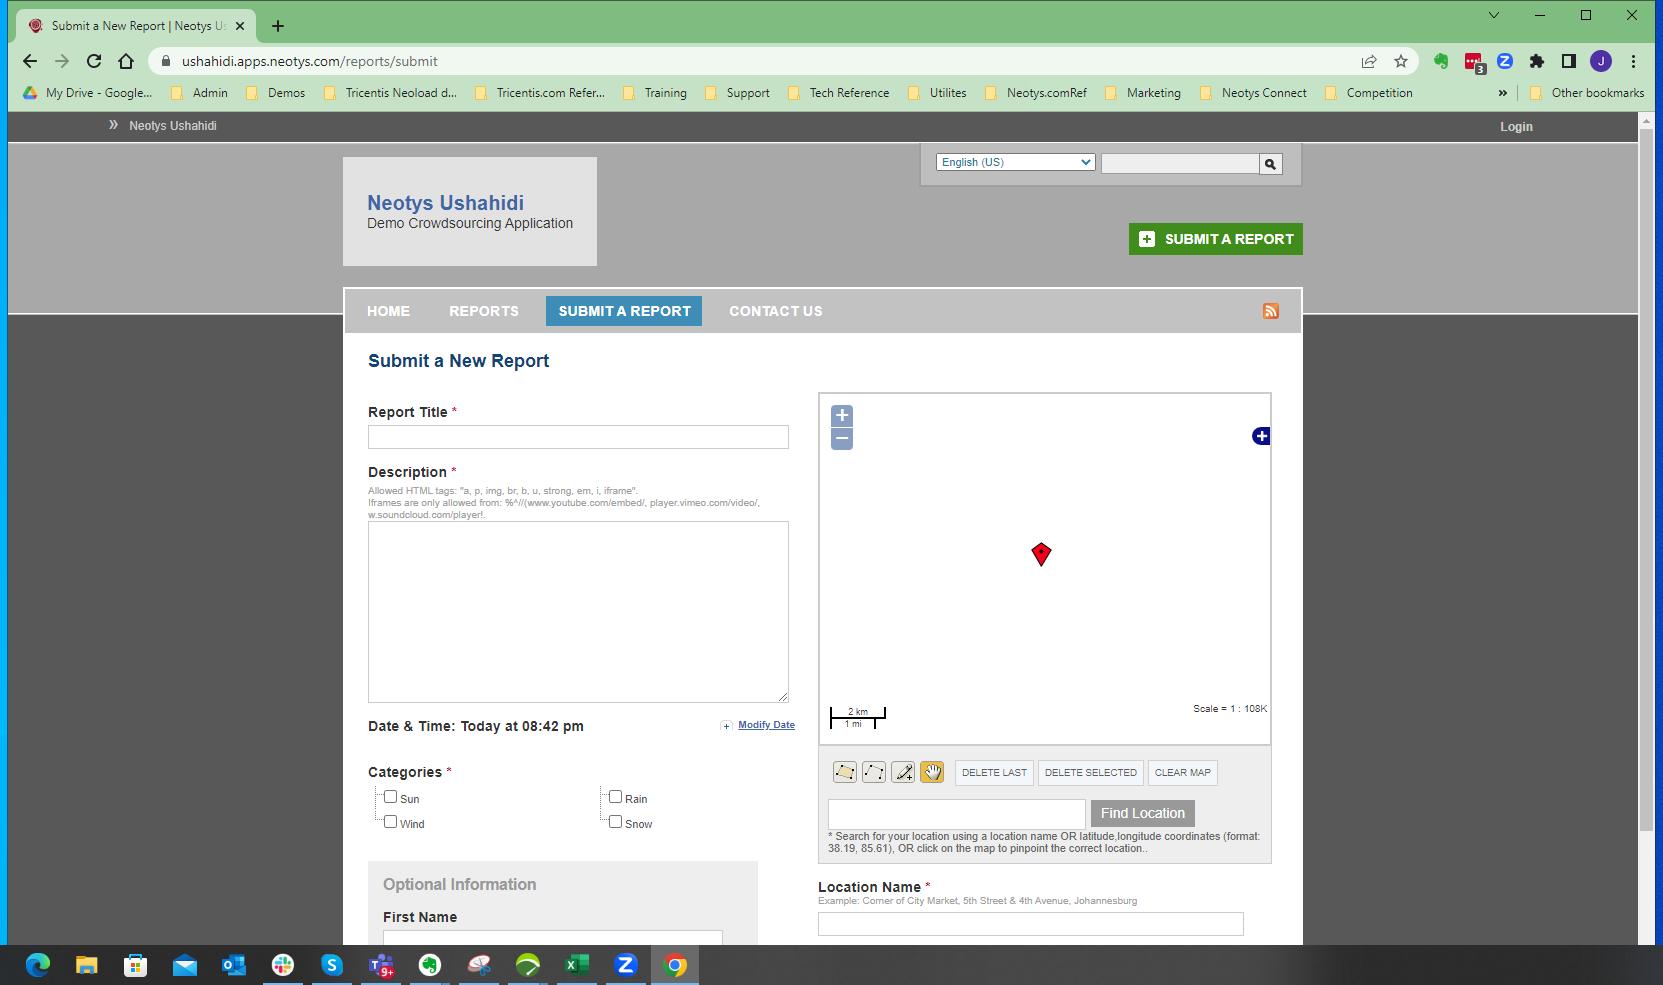 Submit a New Report | Neotys Us
ushahidi.apps.neotys.com/reports/submit
3
J
My Drive - Google...
Admin
Demos
Tricentis Neoload d...
Tricentis.com Refer...
Training
Support
Tech Reference
Utilites
Neotys.comRef
Marketing
Neotys Connect
Competition
»
Other bookmarks
» Neotys Ushahidi
Login
English (US)
Neotys Ushahidi
Demo Crowdsourcing Application
SUBMIT A REPORT
HOME
REPORTS
SUBMIT A REPORT
CONTACT US
Submit a New Report
Report Title *
Description *
Allowed HTML tags: "a, p, img, br, b, u, strong, em, i, iframe".
Iframes are only allowed from: %^//(www.youtube.com/embed/, player.vimeo.com/video/,
w.soundcloud.com/player!.
Date & Time: Today at 08:42 pm
Modify Date
Categories *
Sun
Rain
Wind
Snow
Optional Information
First Name
2 km
1 mi
Scale = 1 : 108K
DELETE LAST
DELETE SELECTED
CLEAR MAP
Find Location
* Search for your location using a location name OR latitude,longitude coordinates (format:
38.19, 85.61), OR click on the map to pinpoint the correct location..
Location Name *
Example: Corner of City Market, 5th Street & 4th Avenue, Johannesburg
9+